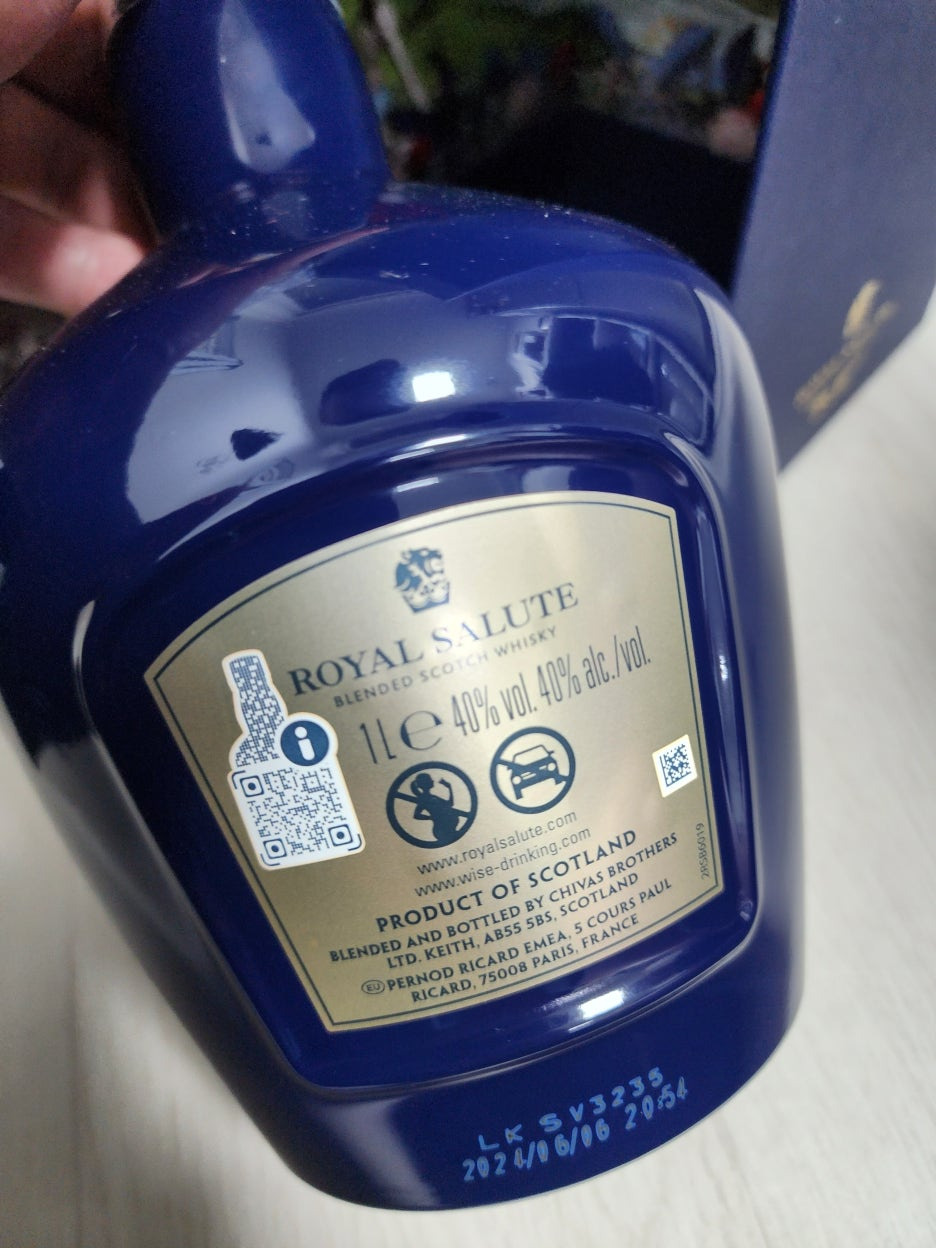 ROYAL SALUTE
BLENDED SCOTCH WHISKY
1L e 40% vol. 40% alc./vol.
i
www.royalsalute.com
www.wise-drinking.com
PRODUCT OF SCOTLAND
BLENDED AND BOTTLED BY CHIVAS BROTHERS
LTD. KEITH, AB55 5BS, SCOTLAND
EU PERNOD RICARD EMEA, 5 COURS PAUL
RICARD, 75008 PARIS, FRANCE
2RSB6019
LKSV3235
2024/06/06 20:54